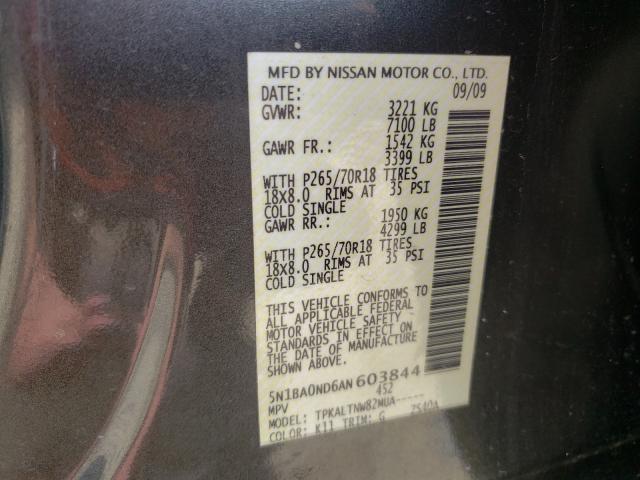 MFD BY NISSAN MOTOR CO., LTD.
DATE: 09/09
GVWR: 3221 KG
7100 LB
GAWR FR.: 1542 KG
3399 LB
WITH P265/70R18 TIRES
18X8.0 RIMS AT 35 PSI
COLD SINGLE
GAWR RR.: 1950 KG
4299 LB
WITH P265/70R18 TIRES
18X8.0 RIMS AT 35 PSI
COLD SINGLE
THIS VEHICLE CONFORMS TO
ALL APPLICABLE FEDERAL
MOTOR VEHICLE SAFETY
STANDARDS IN EFFECT ON
THE DATE OF MANUFACTURE
SHOWN ABOVE.
5N1BA0ND6AN603844
MPV 452
MODEL: TPKALTNW82MUA-----
COLOR: K11 TRIM: G